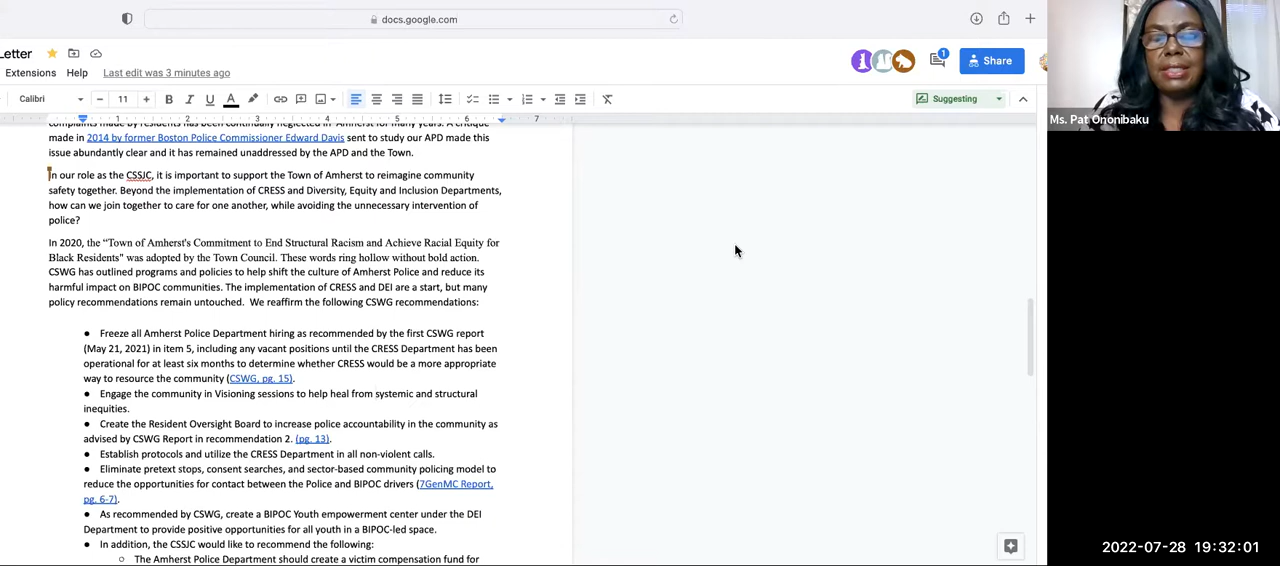 docs.google.com
Letter
Extensions Help Last edit was 3 minutes ago
1
Share
Calibri
11
Suggesting
7
complaints made by residents has been continually neglected in Amherst for many years. A critique
made in 2014 by former Boston Police Commissioner Edward Davis sent to study our APD made this
issue abundantly clear and it has remained unaddressed by the APD and the Town.
In our role as the CSSJC, it is important to support the Town of Amherst to reimagine community
safety together. Beyond the implementation of CRESS and Diversity, Equity and Inclusion Departments,
how can we join together to care for one another, while avoiding the unnecessary intervention of
police?
In 2020, the “Town of Amherst's Commitment to End Structural Racism and Achieve Racial Equity for
Black Residents" was adopted by the Town Council. These words ring hollow without bold action.
CSWG has outlined programs and policies to help shift the culture of Amherst Police and reduce its
harmful impact on BIPOC communities. The implementation of CRESS and DEI are a start, but many
policy recommendations remain untouched. We reaffirm the following CSWG recommendations:
● Freeze all Amherst Police Department hiring as recommended by the first CSWG report
(May 21, 2021) in item 5, including any vacant positions until the CRESS Department has been
operational for at least six months to determine whether CRESS would be a more appropriate
way to resource the community (CSWG, pg. 15).
● Engage the community in Visioning sessions to help heal from systemic and structural
inequities.
● Create the Resident Oversight Board to increase police accountability in the community as
advised by CSWG Report in recommendation 2. (pg. 13).
● Establish protocols and utilize the CRESS Department in all non-violent calls.
● Eliminate pretext stops, consent searches, and sector-based community policing model to
reduce the opportunities for contact between the Police and BIPOC drivers (7GenMC Report,
pg. 6-7).
● As recommended by CSWG, create a BIPOC Youth empowerment center under the DEI
Department to provide positive opportunities for all youth in a BIPOC-led space.
● In addition, the CSSJC would like to recommend the following:
○ The Amherst Police Department should create a victim compensation fund for
Ms. Pat Ononibaku
2022-07-28 19:32:01